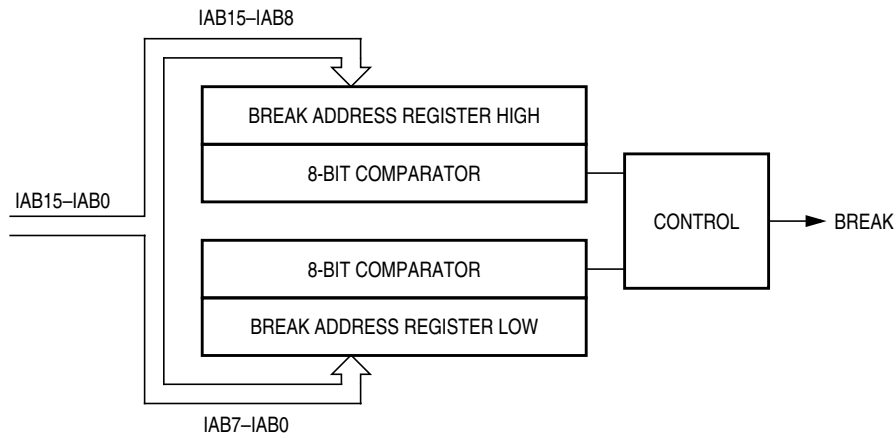 IAB15–IAB8
BREAK ADDRESS REGISTER HIGH
8-BIT COMPARATOR
IAB15–IAB0
CONTROL
BREAK
8-BIT COMPARATOR
BREAK ADDRESS REGISTER LOW
IAB7–IAB0